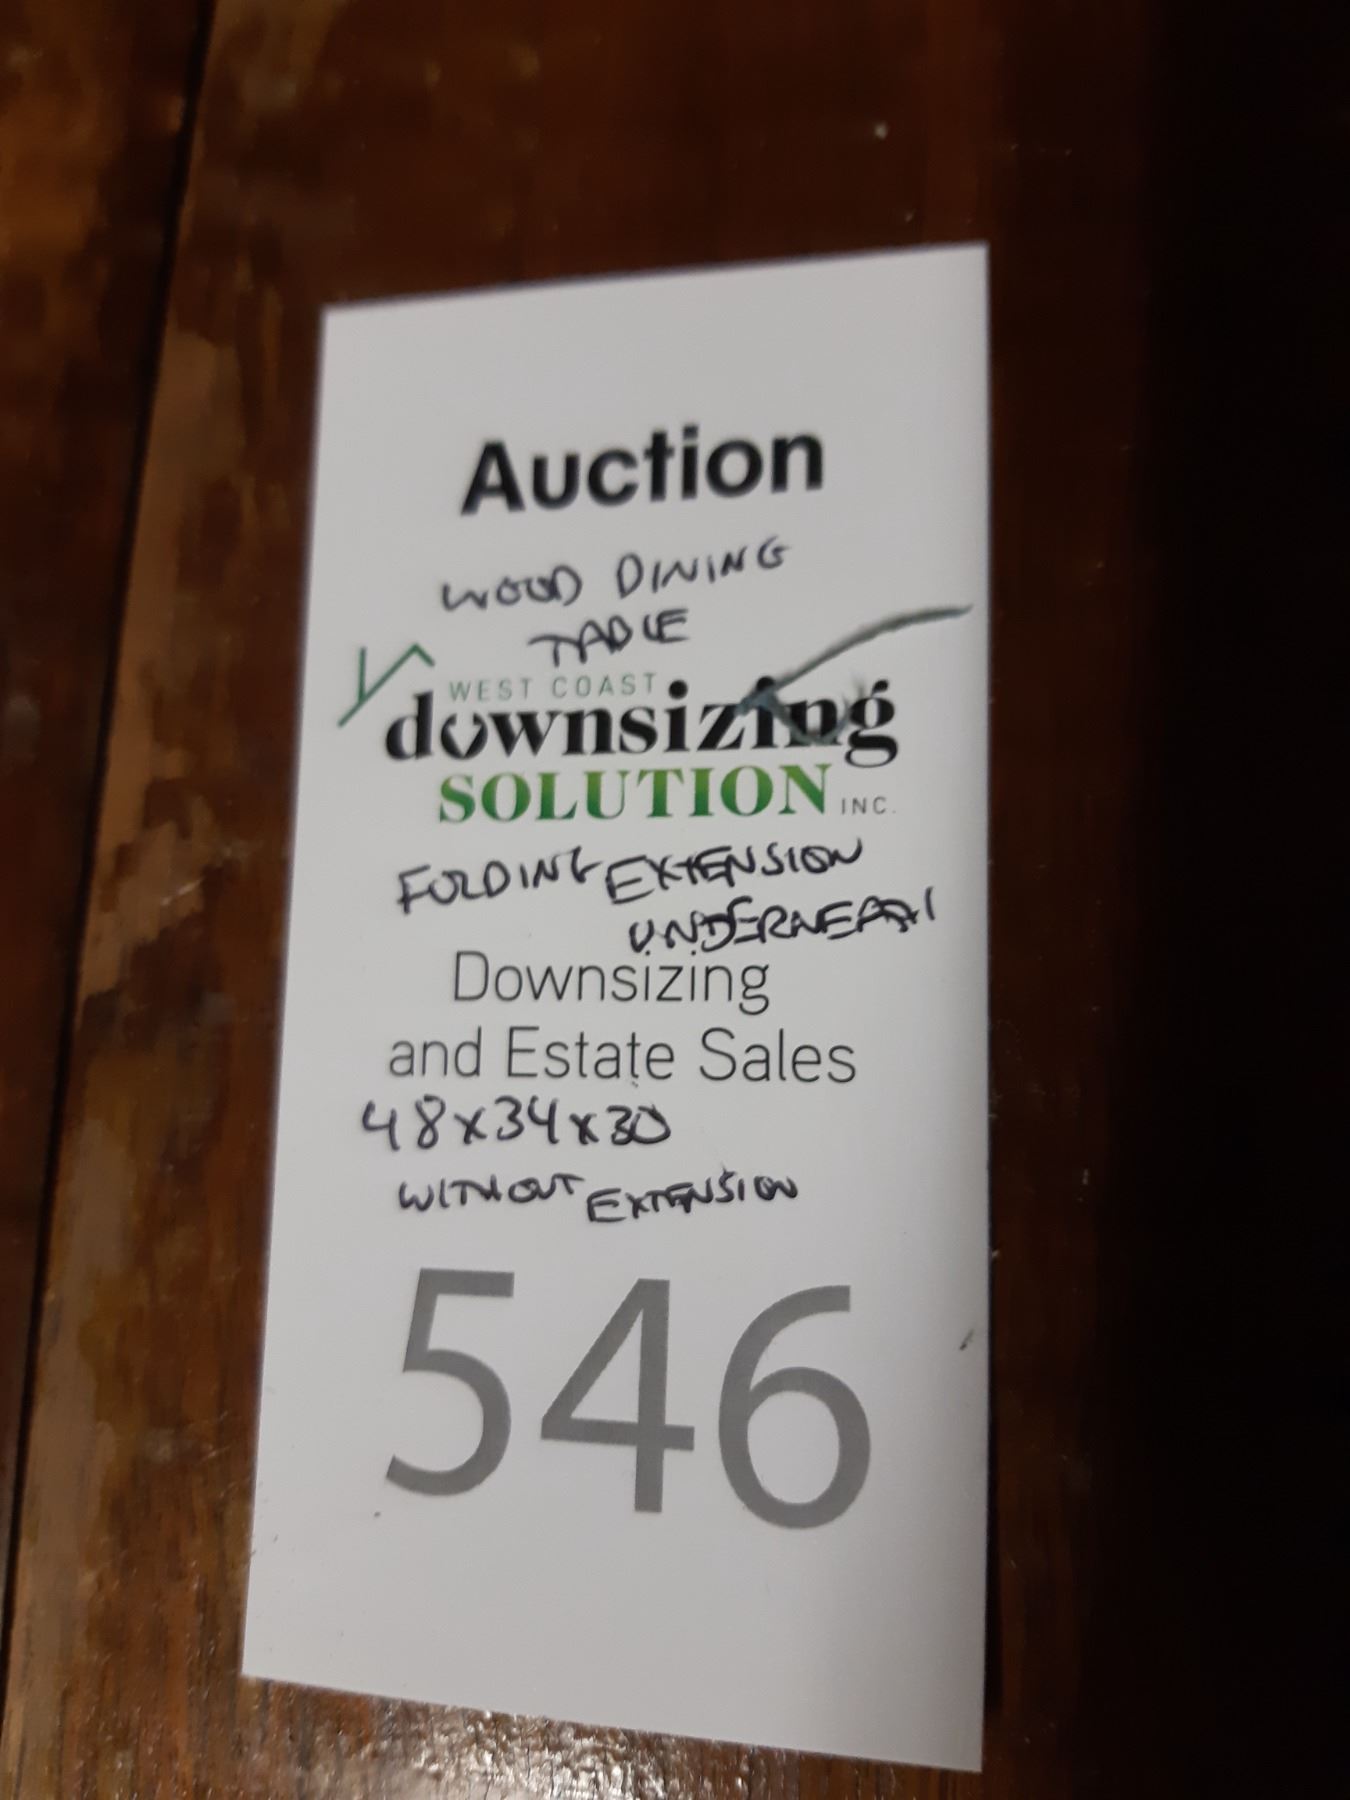 Auction
WOOD DINING
TABLE
WEST COAST
downsizing
SOLUTION INC.
FOLDING EXTENSION
UNDERNEATH
Downsizing
and Estate Sales
48x34x30
WITHOUT EXTENSION
546